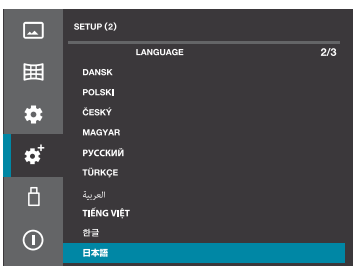 SETUP (2)
LANGUAGE 2/3
DANSK
POLSKI
ČESKÝ
MAGYAR
РУССКИЙ
TÜRKÇE
العربية
TIẾNG VIỆT
한글
日本語